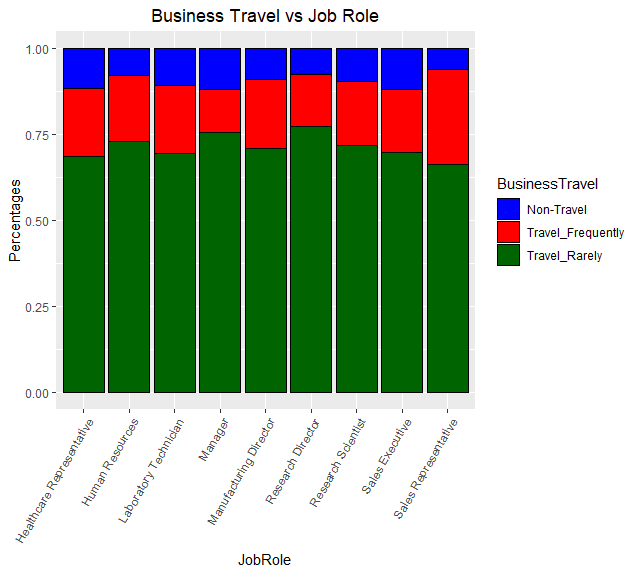 Business Travel vs Job Role
Percentages
1.00
0.75
0.50
0.25
0.00
Healthcare Representative
Human Resources
Laboratory Technician
Manager
Manufacturing Director
Research Director
Research Scientist
Sales Executive
Sales Representative
JobRole
BusinessTravel
Non-Travel
Travel_Frequently
Travel_Rarely